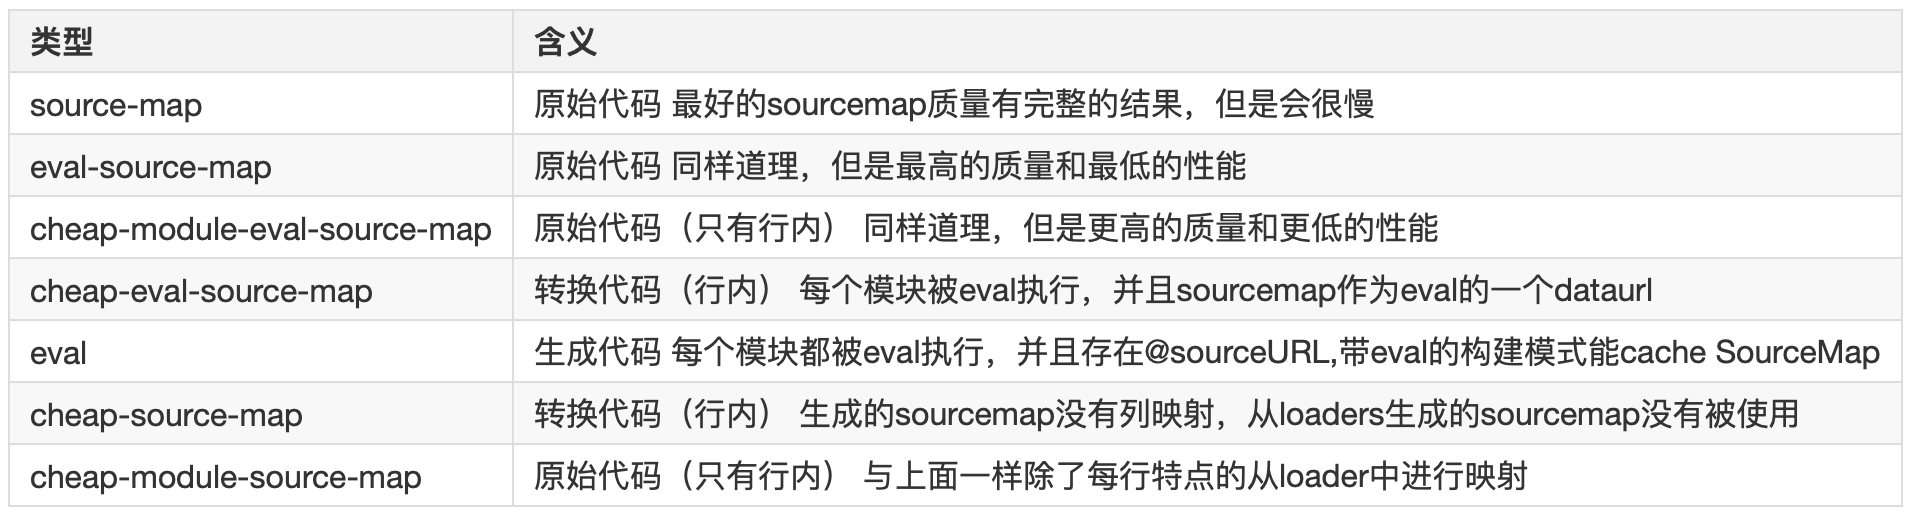 类型 含义
source-map 原始代码 最好的sourcemap质量有完整的结果，但是会很慢
eval-source-map 原始代码 同样道理，但是最高的质量和最低的性能
cheap-module-eval-source-map 原始代码（只有行内） 同样道理，但是更高的质量和更低的性能
cheap-eval-source-map 转换代码（行内） 每个模块被eval执行，并且sourcemap作为eval的一个dataurl
eval 生成代码 每个模块都被eval执行，并且存在@sourceURL,带eval的构建模式能cache SourceMap
cheap-source-map 转换代码（行内） 生成的sourcemap没有列映射，从loaders生成的sourcemap没有被使用
cheap-module-source-map 原始代码（只有行内） 与上面一样除了每行特点的从loader中进行映射